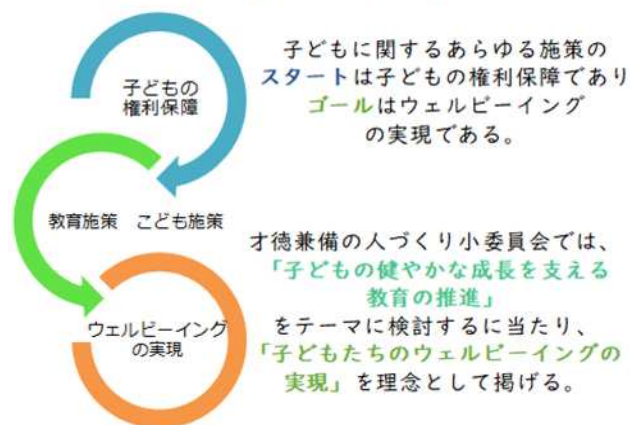 子どもの
権利保障
子どもに関するあらゆる施策の
スタートは子どもの権利保障であり
ゴールはウェルビーイング
の実現である。
教育施策 こども施策
才徳兼備の人づくり小委員会では、
「子どもの健やかな成長を支える
教育の推進」
をテーマに検討するに当たり、
「子どもたちのウェルビーイングの
実現」を理念として掲げる。
ウェルビーイング
の実現